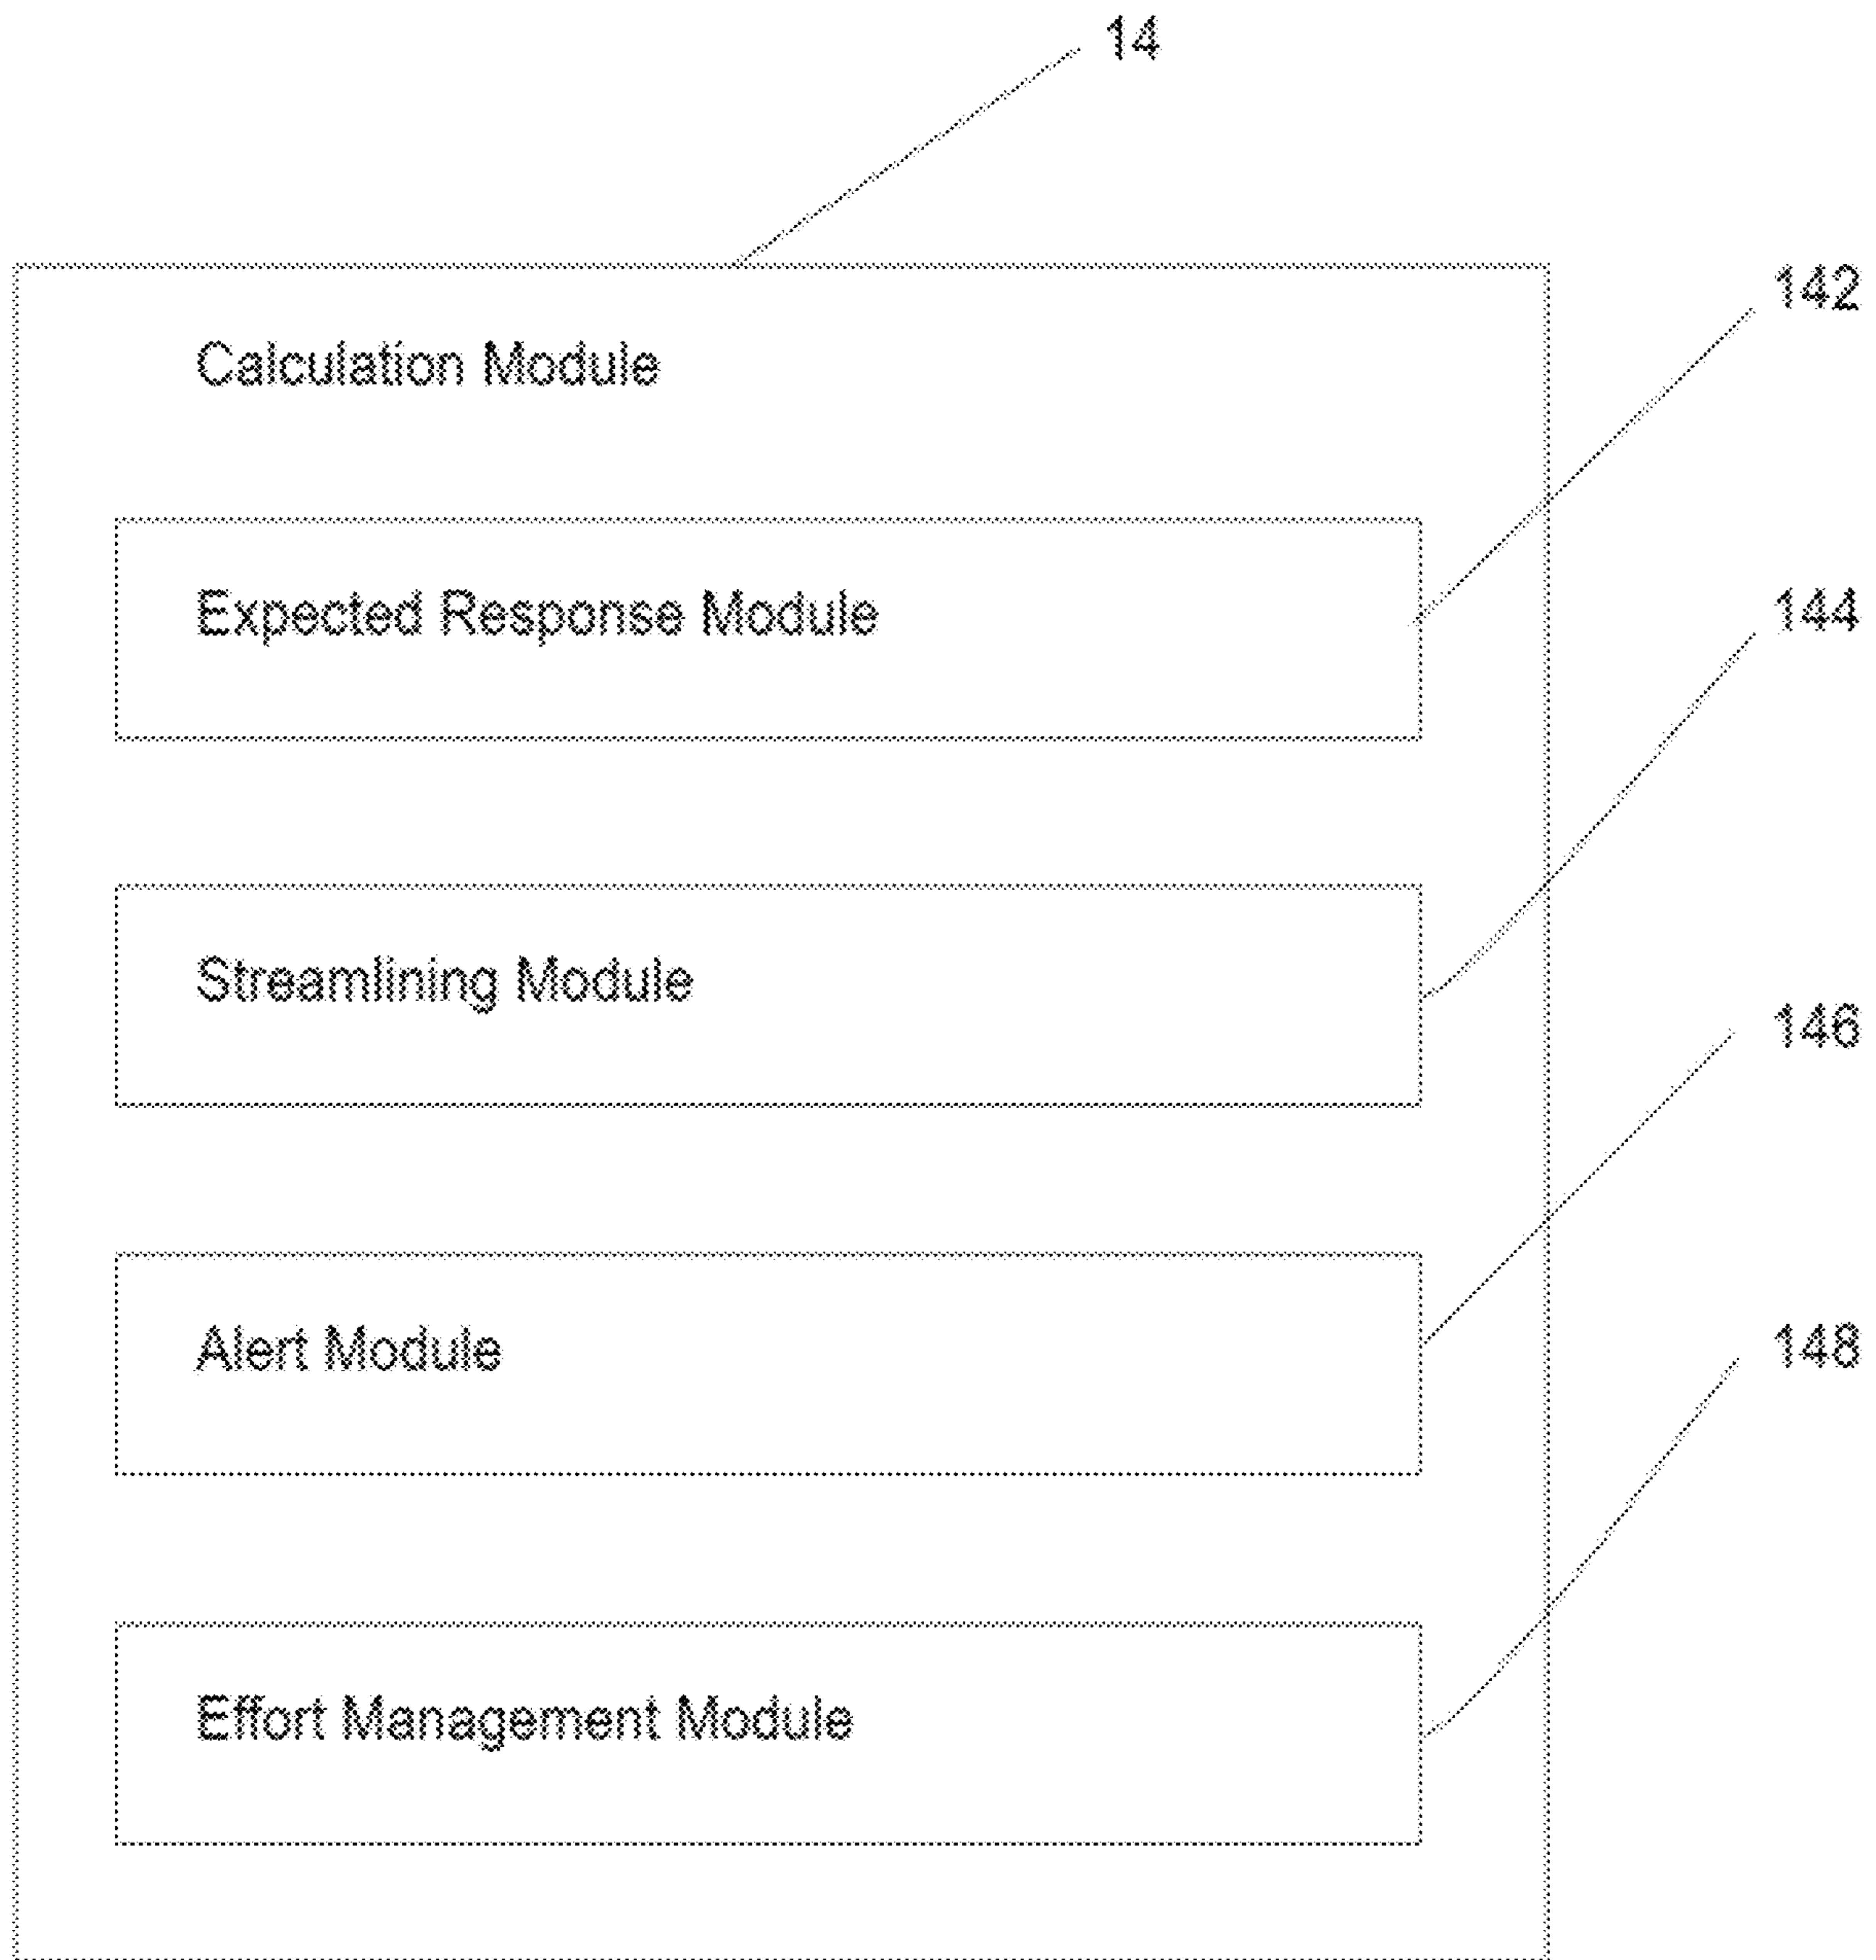 14
142
Calculation Module
Expected Response Module
144
Streamlining Module
146
Alert Module
148
Effort Management Module